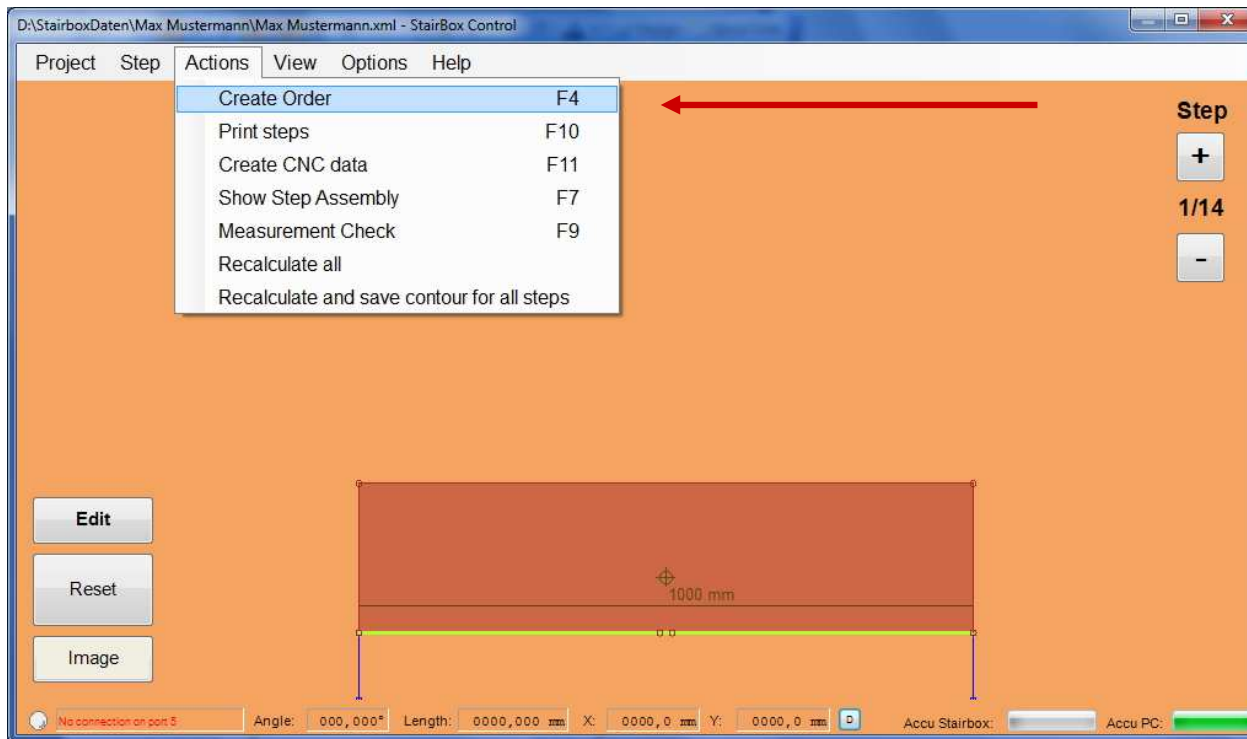 D:\StairboxDaten\Max Mustermann\Max Mustermann.xml - StairBox Control
Project Step Actions View Options Help
Create Order F4
Print steps F10
Create CNC data F11
Show Step Assembly F7
Measurement Check F9
Recalculate all
Recalculate and save contour for all steps
Step
+
1/14
-
Edit
Reset
Image
1000 mm
No connection on port 5 Angle: 000,000° Length: 0000,000 mm X: 0000,0 mm Y: 0000,0 mm D Accu Stairbox: Accu PC: